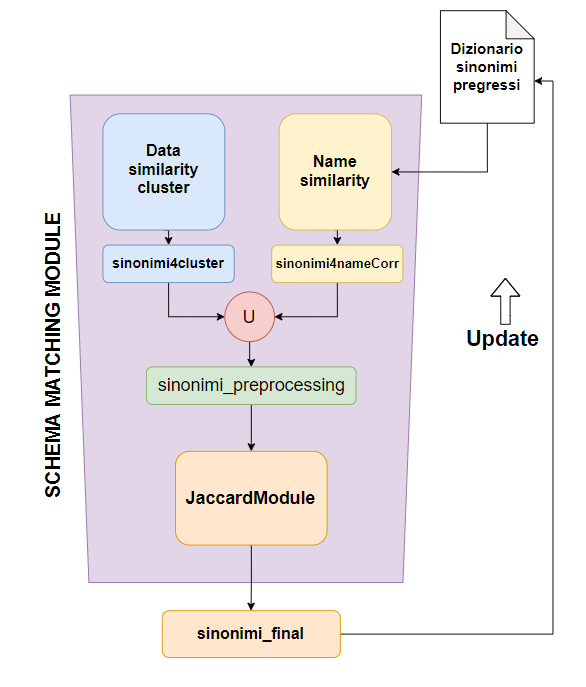 Dizionario
sinonimi
pregressi
Data
similarity
cluster
Name
similarity
sinonimi4cluster
sinonimi4nameCorr
U
sinonimi_preprocessing
JaccardModule
sinonimi_final
SCHEMA MATCHING MODULE
Update